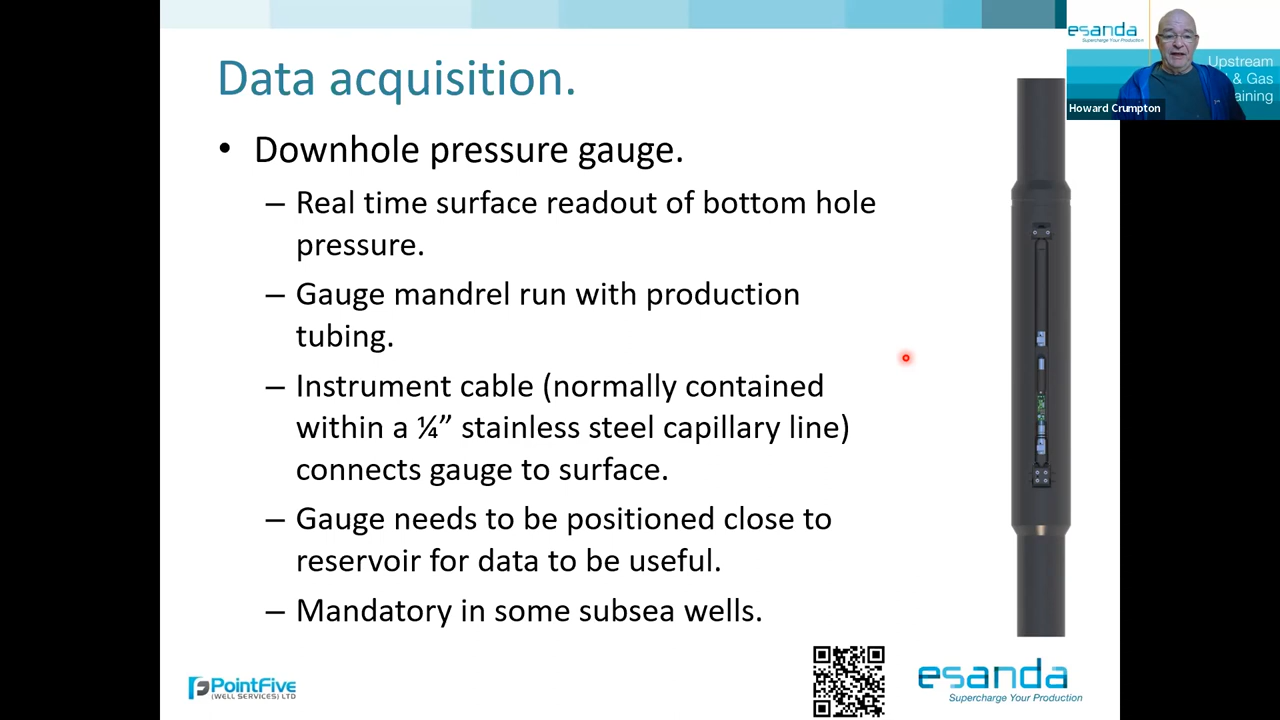 Data acquisition.
• Downhole pressure gauge.
– Real time surface readout of bottom hole
pressure.
– Gauge mandrel run with production
tubing.
– Instrument cable (normally contained
within a ¼” stainless steel capillary line)
connects gauge to surface.
– Gauge needs to be positioned close to
reservoir for data to be useful.
– Mandatory in some subsea wells.
PointFive
(WELL SERVICES) LTD
esanda
Supercharge Your Production
esanda
Supercharge Your Production
Upstream
& Gas
aining
Howard Crumpton